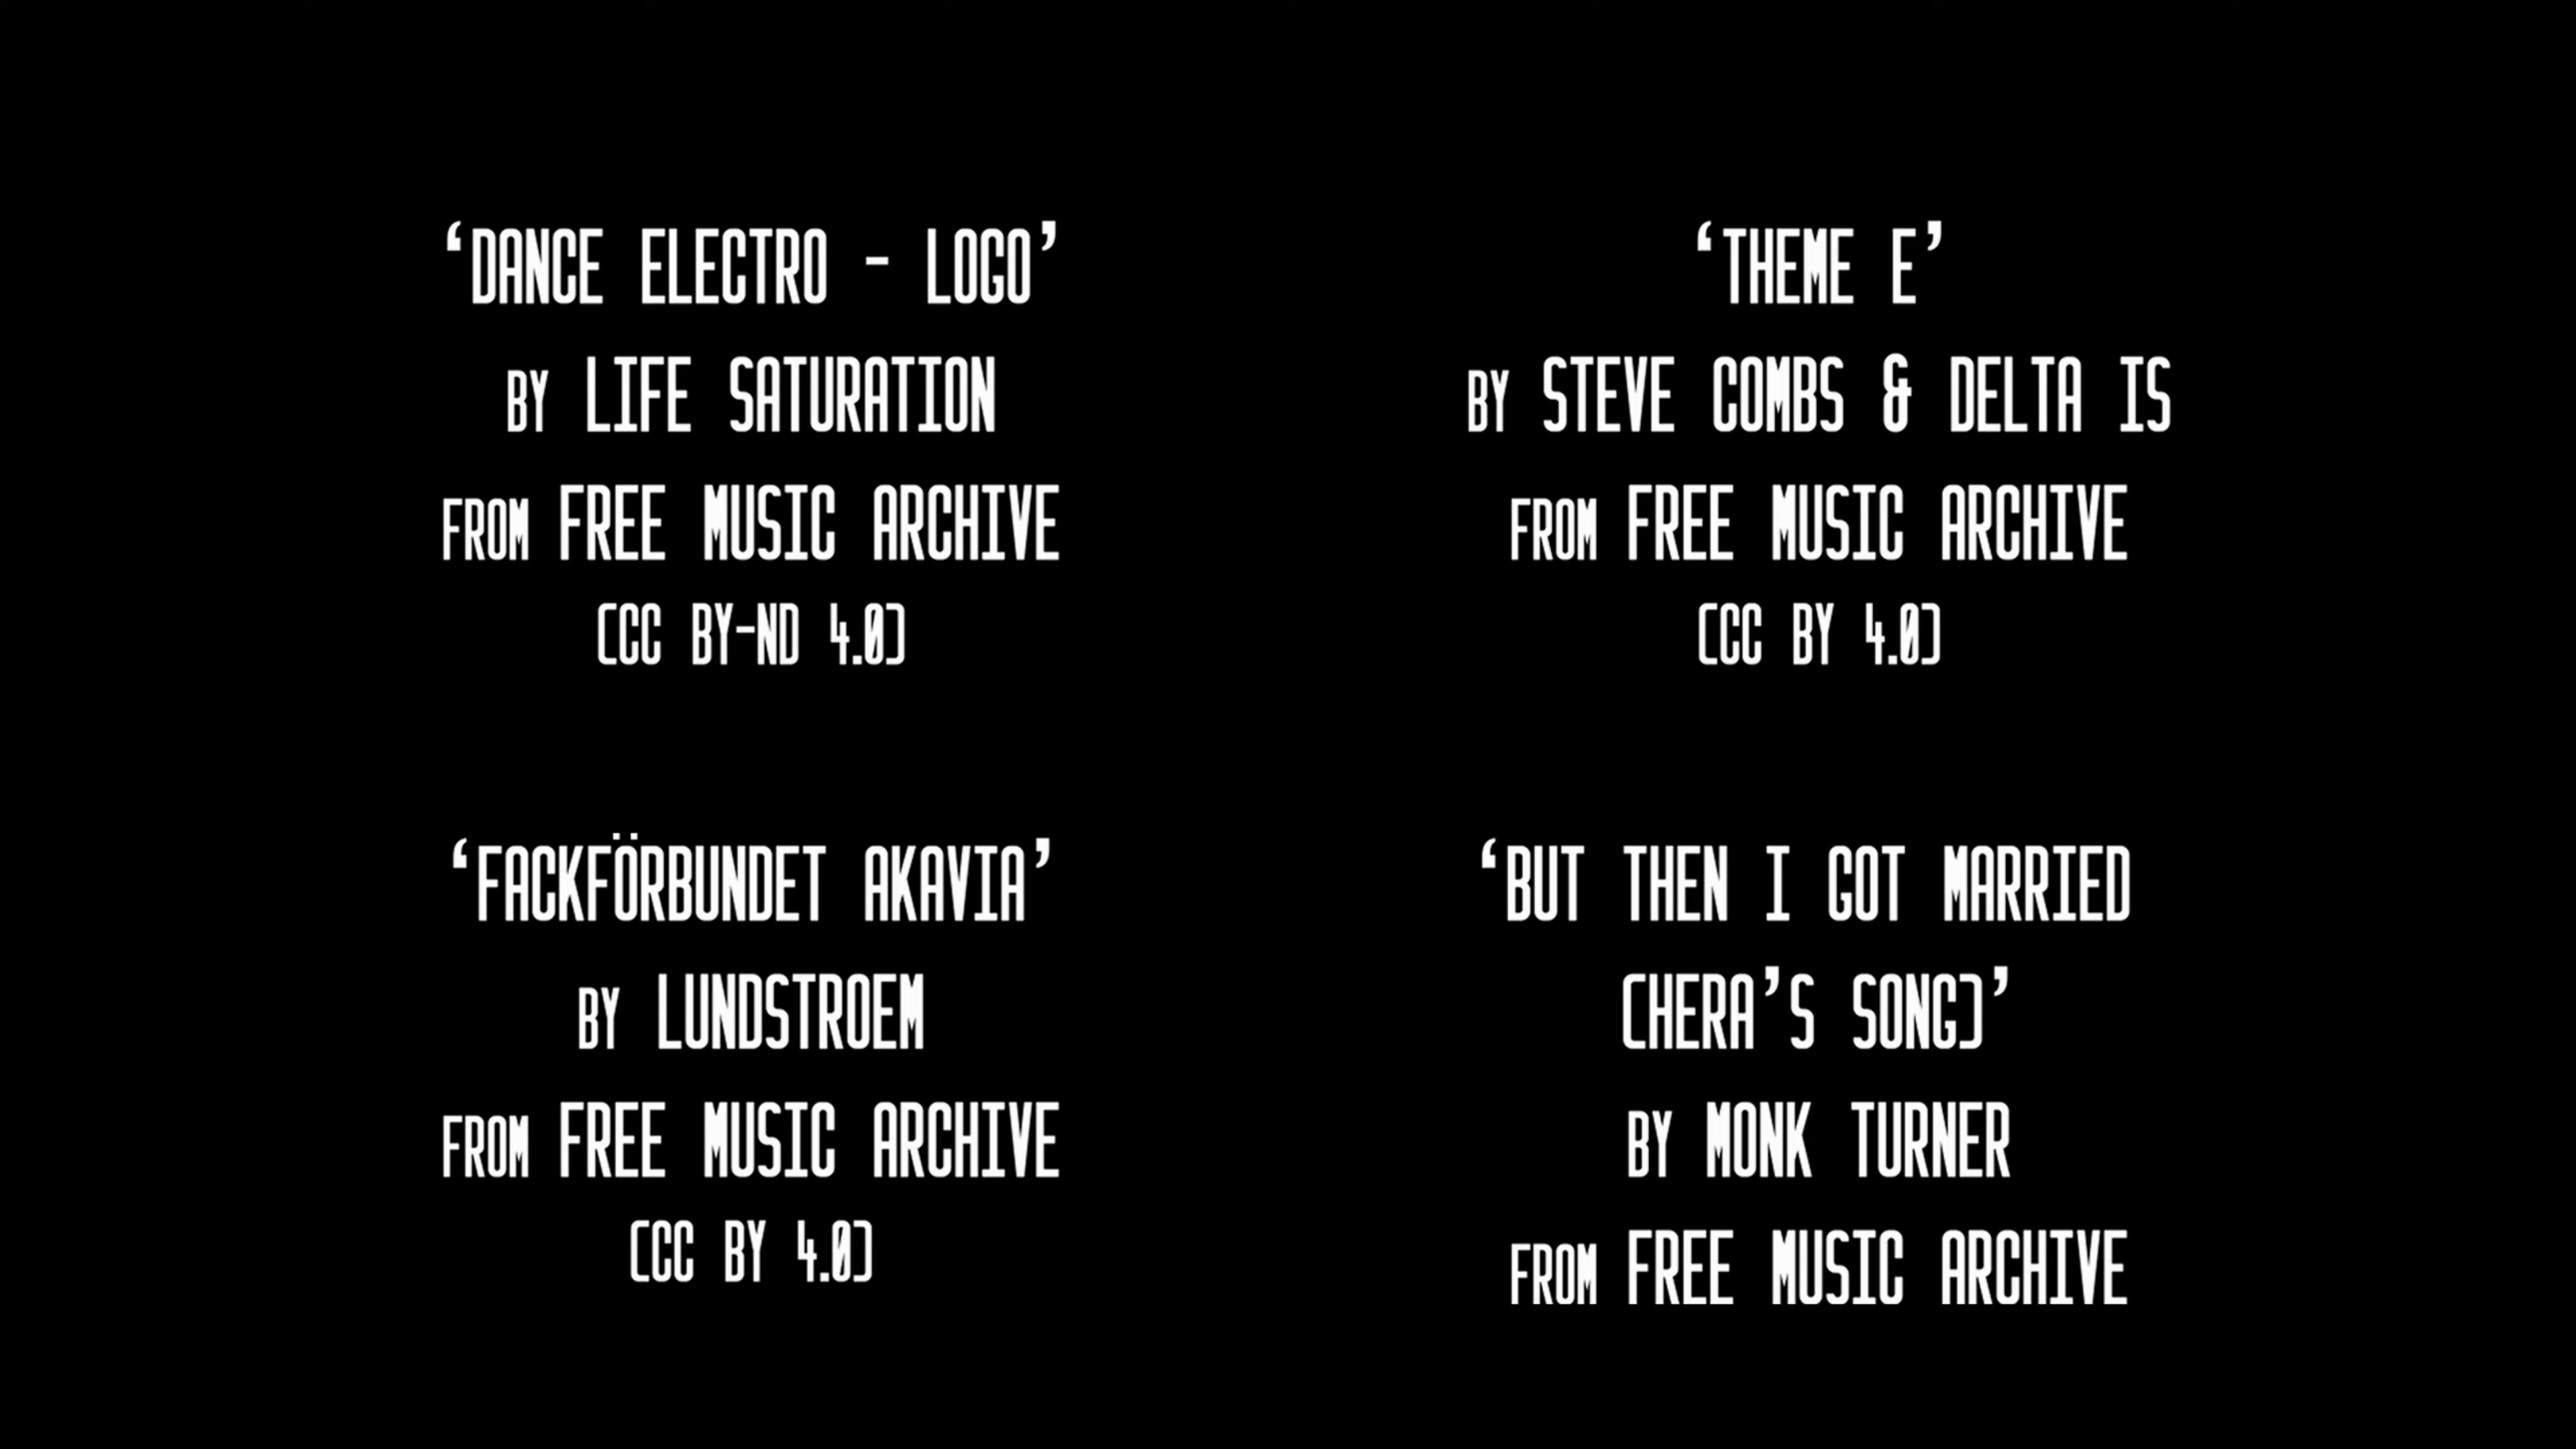 ‘DANCE ELECTRO - LOGO’
BY LIFE SATURATION
FROM FREE MUSIC ARCHIVE
(CC BY-ND 4.0)
‘THEME E’
BY STEVE COMBS & DELTA IS
FROM FREE MUSIC ARCHIVE
(CC BY 4.0)
‘FACKFÖRBUNDET AKAVIA’
BY LUNDSTROEM
FROM FREE MUSIC ARCHIVE
(CC BY 4.0)
‘BUT THEN I GOT MARRIED
(HERA’S SONG)’
BY MONK TURNER
FROM FREE MUSIC ARCHIVE